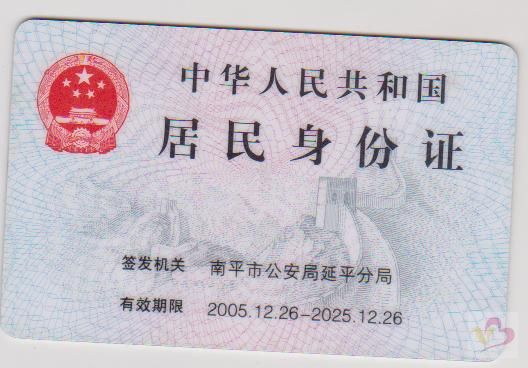 中华人民共和国
居民身份证
签发机关 南平市公安局延平分局
有效期限 2005.12.26-2025.12.26